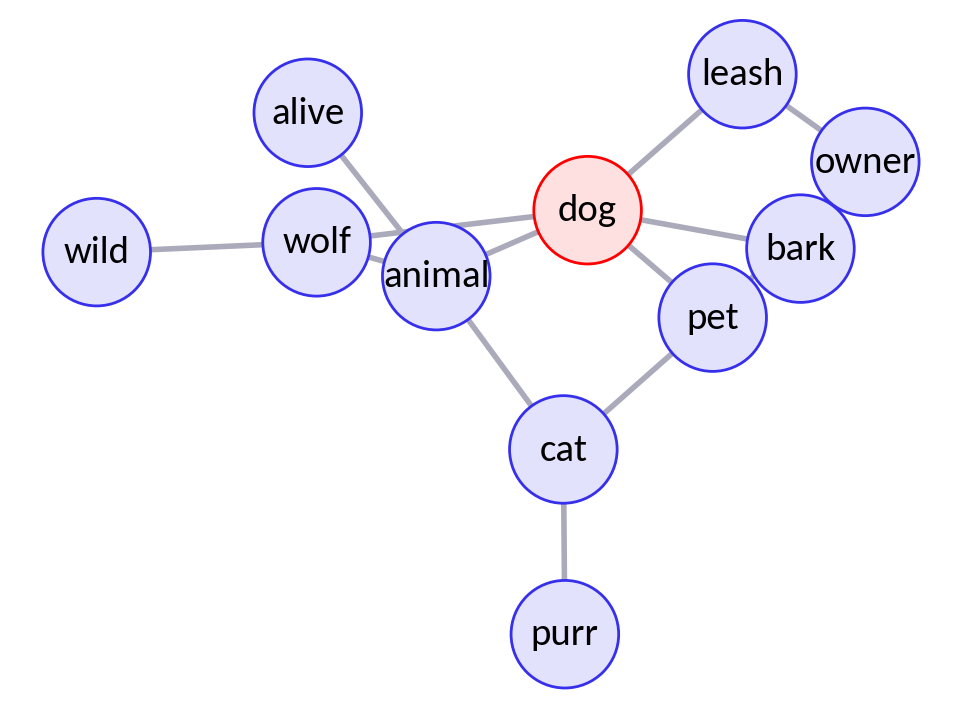 leash
alive
owner
dog
wolf
bark
wild
animal
pet
cat
purr